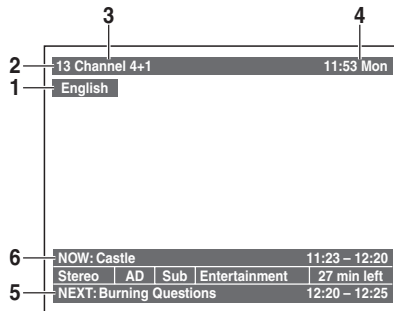 3 4
2 13 Channel 4+1 11:53 Mon
1 English
6 NOW: Castle 11:23 – 12:20
Stereo AD Sub Entertainment 27 min left
5 NEXT: Burning Questions 12:20 – 12:25